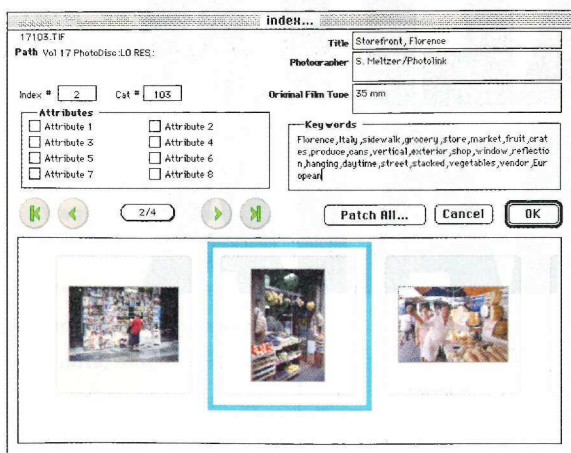 index...
17103.TIF
Path Vol 17 PhotoDisc :LO RES:
Title Storefront, Florence
Photographer S. Meltzer/Photolink
Index # 2 Cat # 103
Original Film Type 35 mm
Attributes
Attribute 1 Attribute 2
Attribute 3 Attribute 4
Attribute 5 Attribute 6
Attribute 7 Attribute 8
Keywords
Florence,Italy,sidewalk,grocery,store,market,fruit,crat
es,produce,cans,vertical,exterior,shop,window,reflectio
n,hanging,daytime,street,stacked,vegetables,vendor,Eur
opean
2/4
Patch All... Cancel OK